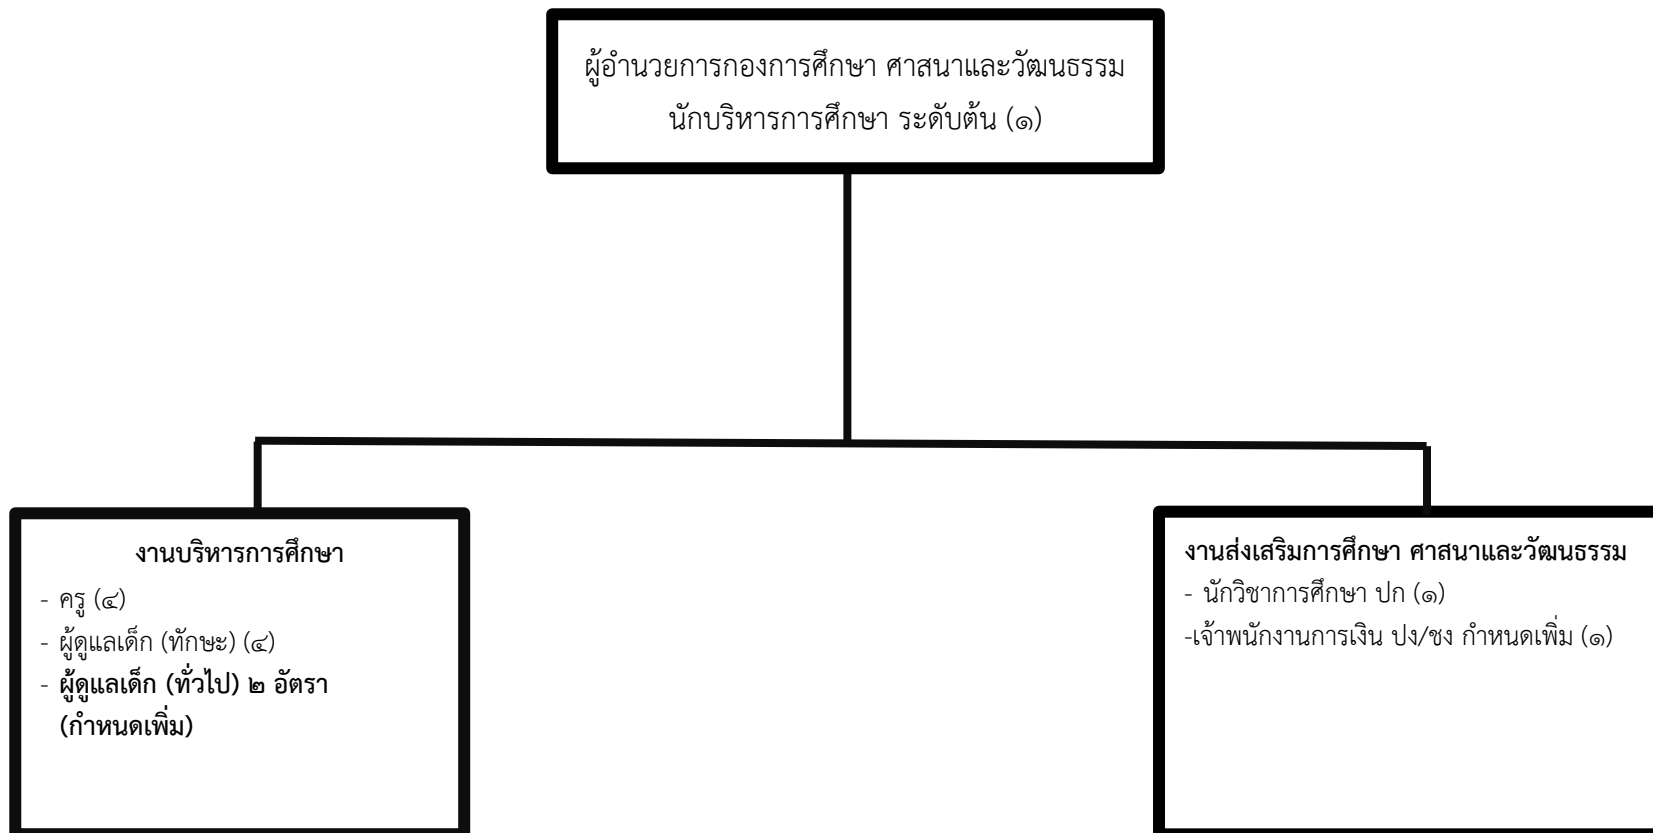 ผู้อำนวยการกองการศึกษา ศาสนาและวัฒนธรรม
นักบริหารการศึกษา ระดับต้น (๑)
งานบริหารการศึกษา
- ครู (๔)
- ผู้ดูแลเด็ก (ทักษะ) (๔)
- ผู้ดูแลเด็ก (ทั่วไป) ๒ อัตรา
(กำหนดเพิ่ม)
งานส่งเสริมการศึกษา ศาสนาและวัฒนธรรม
- นักวิชาการศึกษา ปก (๑)
-เจ้าพนักงานการเงิน ปง/ชง กำหนดเพิ่ม (๑)